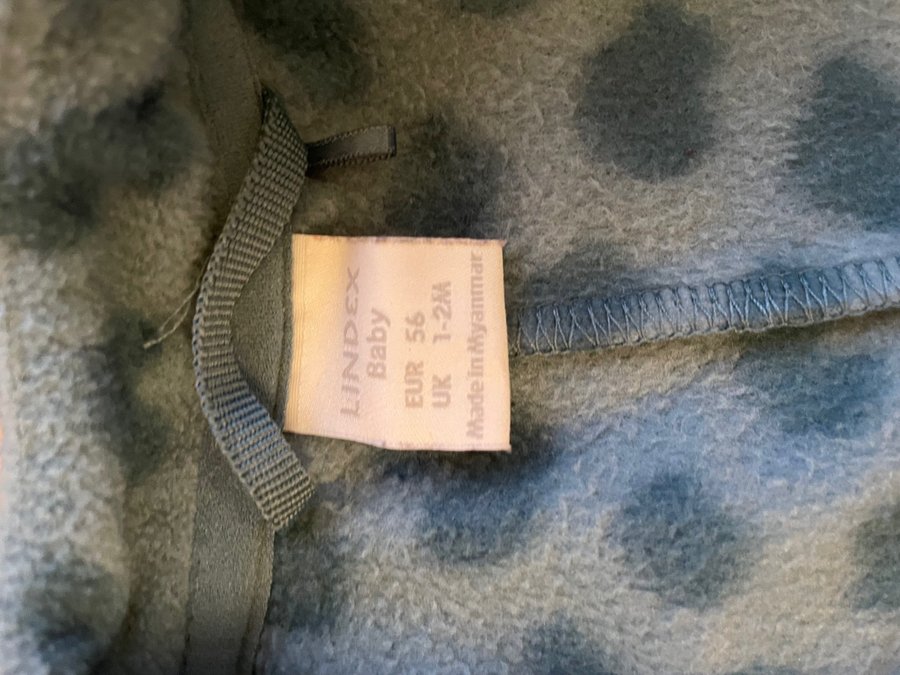 LINDEX
Baby
EUR 56
UK 1-2M
Made in Myanmar